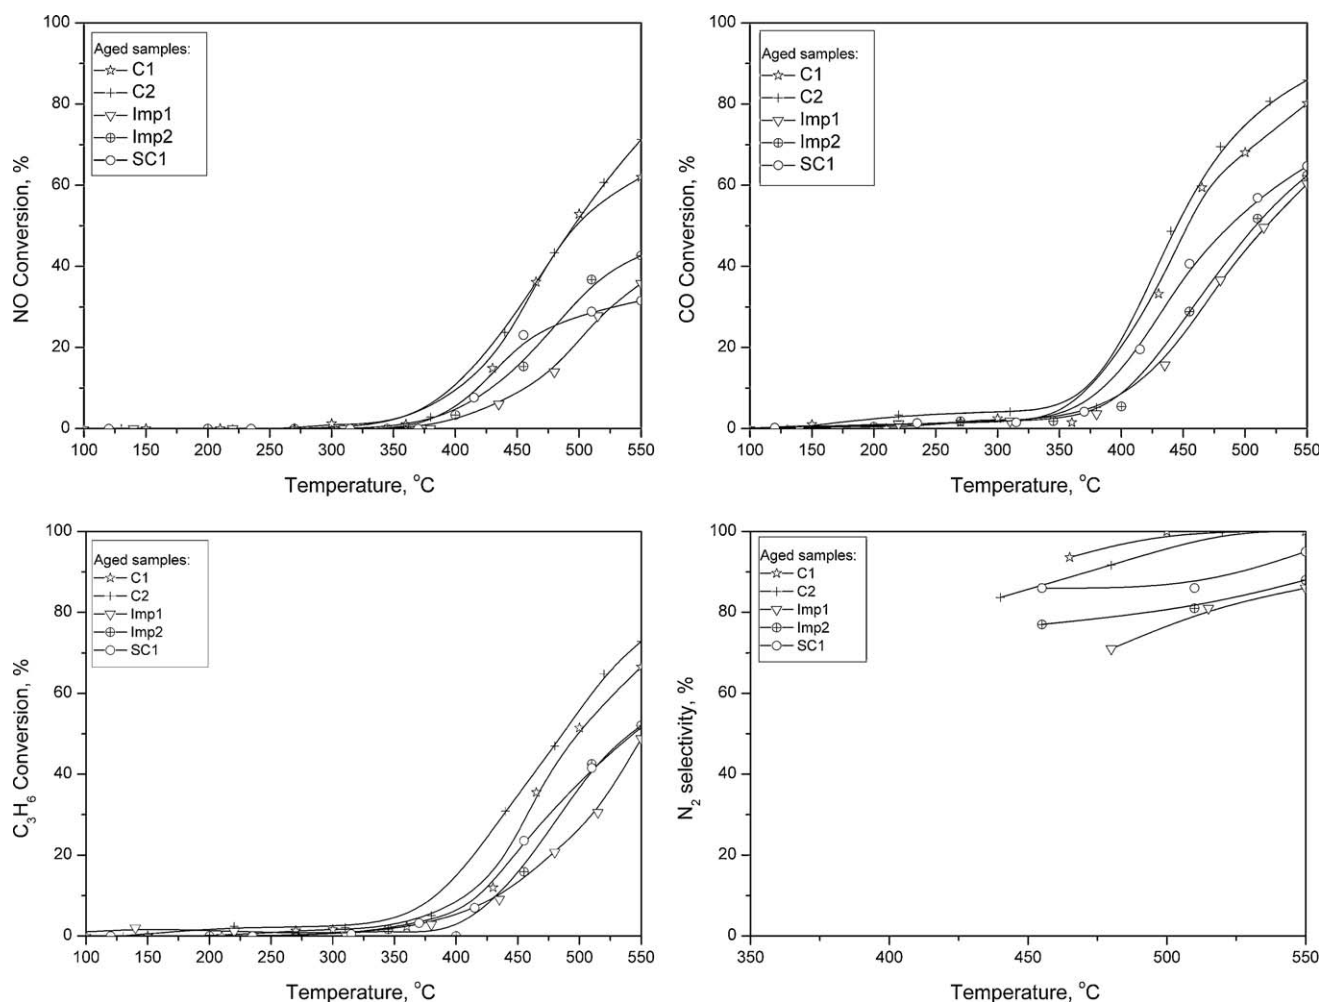 100
80
60
40
20
0
NO Conversion, %
Aged samples:
C1
C2
Imp1
Imp2
SC1
100 150 200 250 300 350 400 450 500 550
Temperature, °C
100
80
60
40
20
0
CO Conversion, %
Aged samples:
C1
C2
Imp1
Imp2
SC1
100 150 200 250 300 350 400 450 500 550
Temperature, °C
100
80
60
40
20
0
C₃H₆ Conversion, %
Aged samples:
C1
C2
Imp1
Imp2
SC1
100 150 200 250 300 350 400 450 500 550
Temperature, °C
100
80
60
40
20
0
N₂ selectivity, %
Aged samples:
C1
C2
Imp1
Imp2
SC1
350 400 450 500 550
Temperature, °C